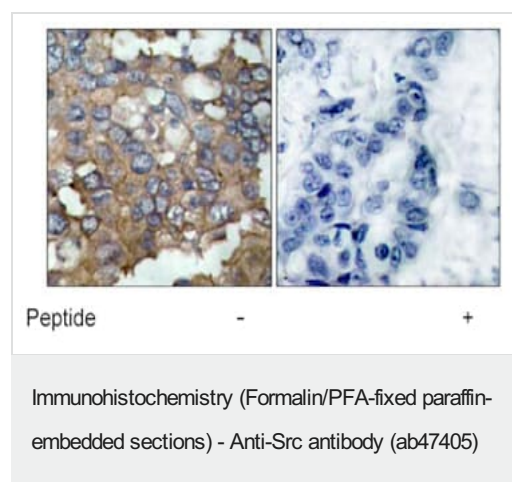 Peptide - +
Immunohistochemistry (Formalin/PFA-fixed paraffin-
embedded sections) - Anti-Src antibody (ab47405)